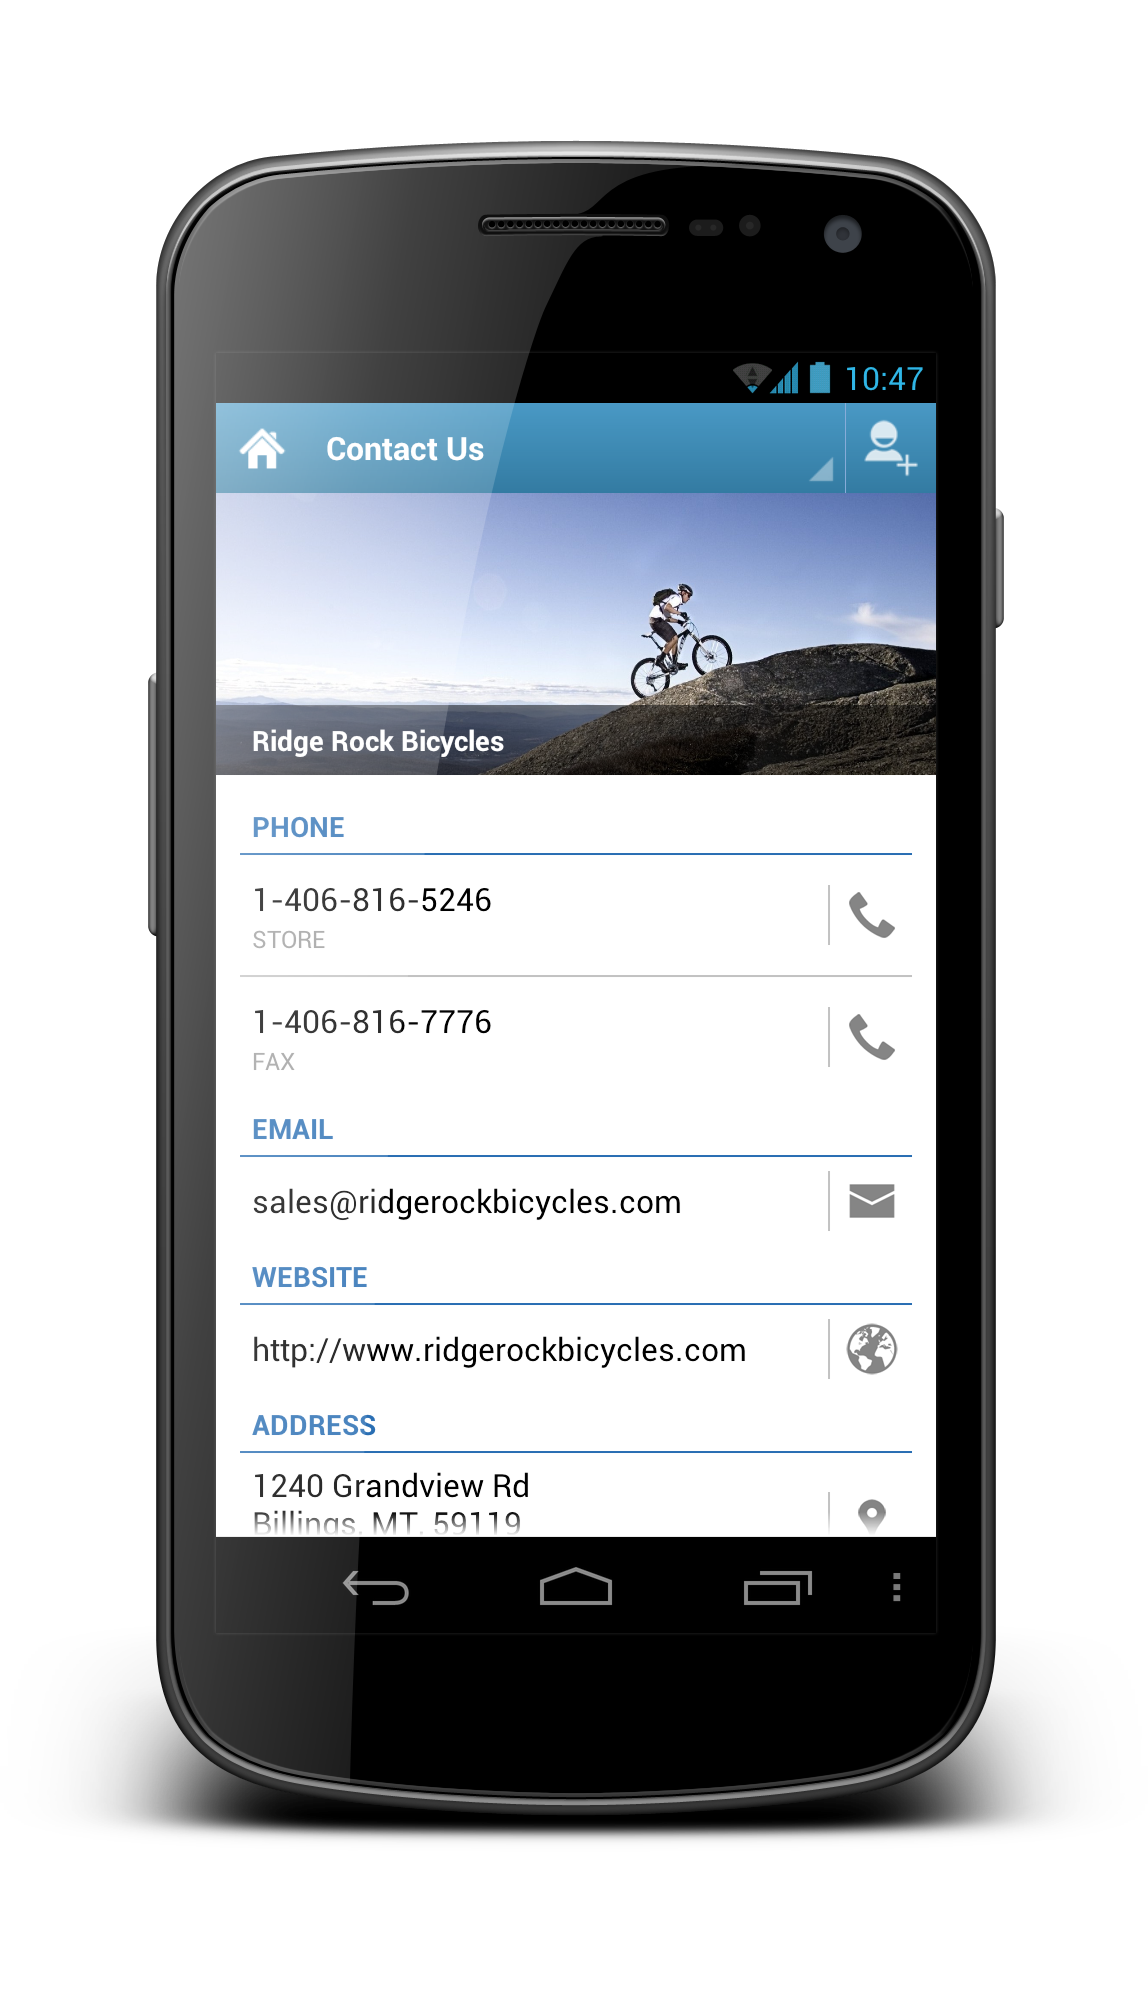 10:47
Contact Us
Ridge Rock Bicycles
PHONE
1-406-816-5246
STORE
1-406-816-7776
FAX
EMAIL
sales@ridgerockbicycles.com
WEBSITE
http://www.ridgerockbicycles.com
ADDRESS
1240 Grandview Rd
Billings, MT, 59119